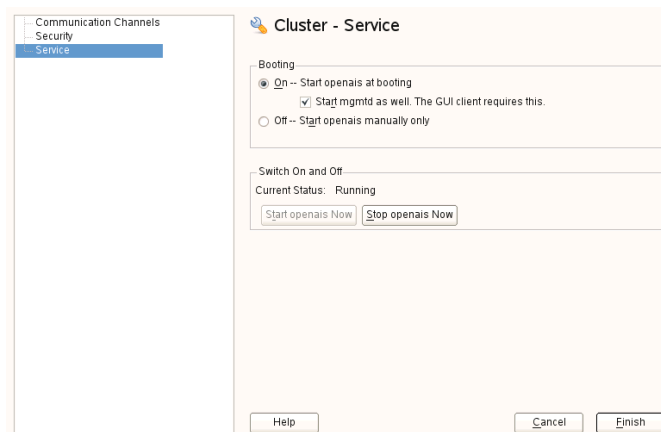 Communication Channels
Security
Service
Cluster - Service
Booting
On -- Start openais at booting
Start mgmtd as well. The GUI client requires this.
Off -- Start openais manually only
Switch On and Off
Current Status: Running
Start openais Now
Stop openais Now
Help
Cancel
Finish